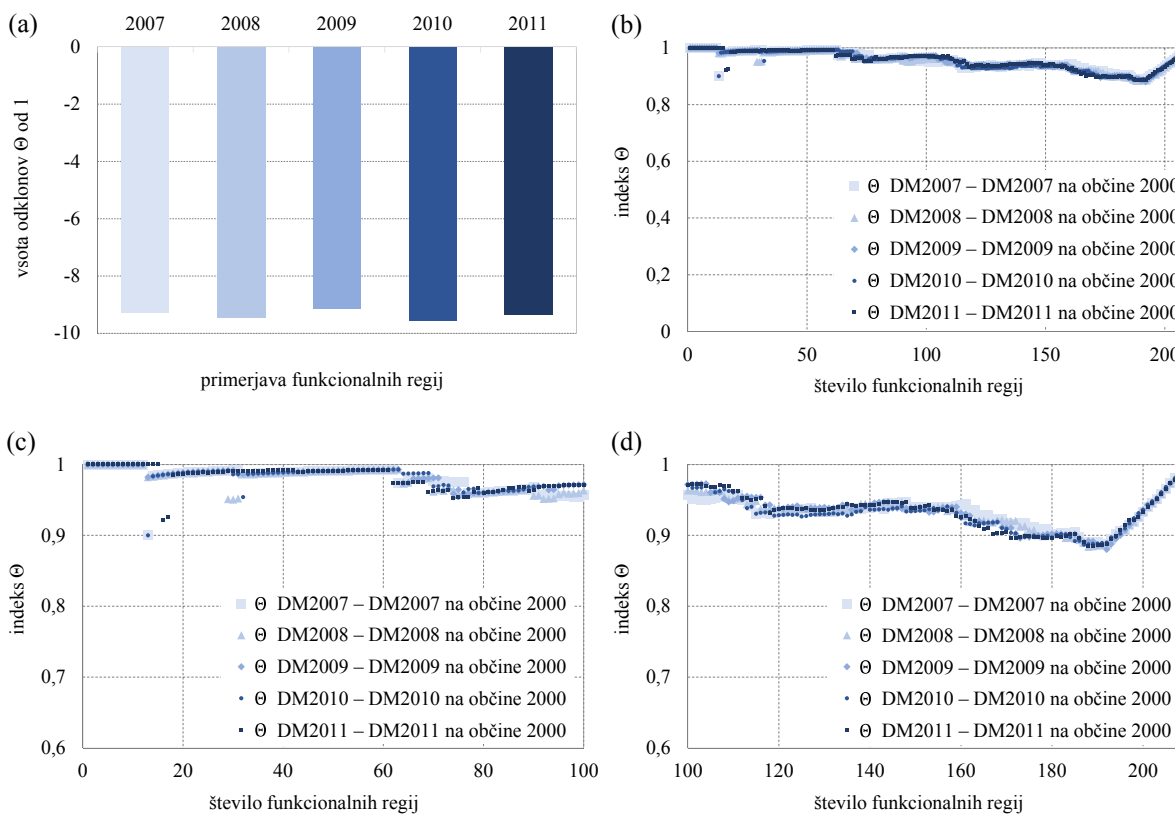 (a)
2007 2008 2009 2010 2011
0
-2
-4
-6
-8
-10
vsota odklonov Θ od 1
primerjava funkcionalnih regij
(b)
1
0,8
0,6
0,4
0,2
0
indeks Θ
Θ DM2007 – DM2007 na občine 2000
Θ DM2008 – DM2008 na občine 2000
Θ DM2009 – DM2009 na občine 2000
Θ DM2010 – DM2010 na občine 2000
Θ DM2011 – DM2011 na občine 2000
0 50 100 150 200
število funkcionalnih regij
(c)
1
0,9
0,8
0,7
0,6
indeks Θ
Θ DM2007 – DM2007 na občine 2000
Θ DM2008 – DM2008 na občine 2000
Θ DM2009 – DM2009 na občine 2000
Θ DM2010 – DM2010 na občine 2000
Θ DM2011 – DM2011 na občine 2000
0 20 40 60 80 100
število funkcionalnih regij
(d)
1
0,9
0,8
0,7
0,6
indeks Θ
Θ DM2007 – DM2007 na občine 2000
Θ DM2008 – DM2008 na občine 2000
Θ DM2009 – DM2009 na občine 2000
Θ DM2010 – DM2010 na občine 2000
Θ DM2011 – DM2011 na občine 2000
100 120 140 160 180 200
število funkcionalnih regij